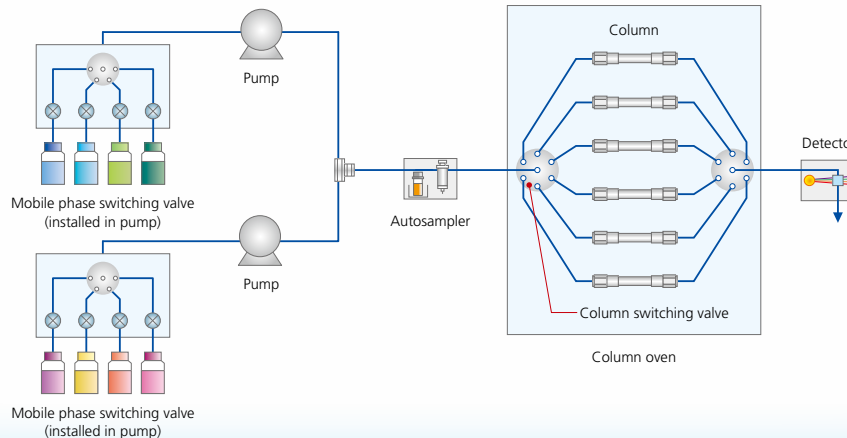 Pump
Column
Mobile phase switching valve
(installed in pump)
Autosampler
Pump
Column switching valve
Column oven
Mobile phase switching valve
(installed in pump)